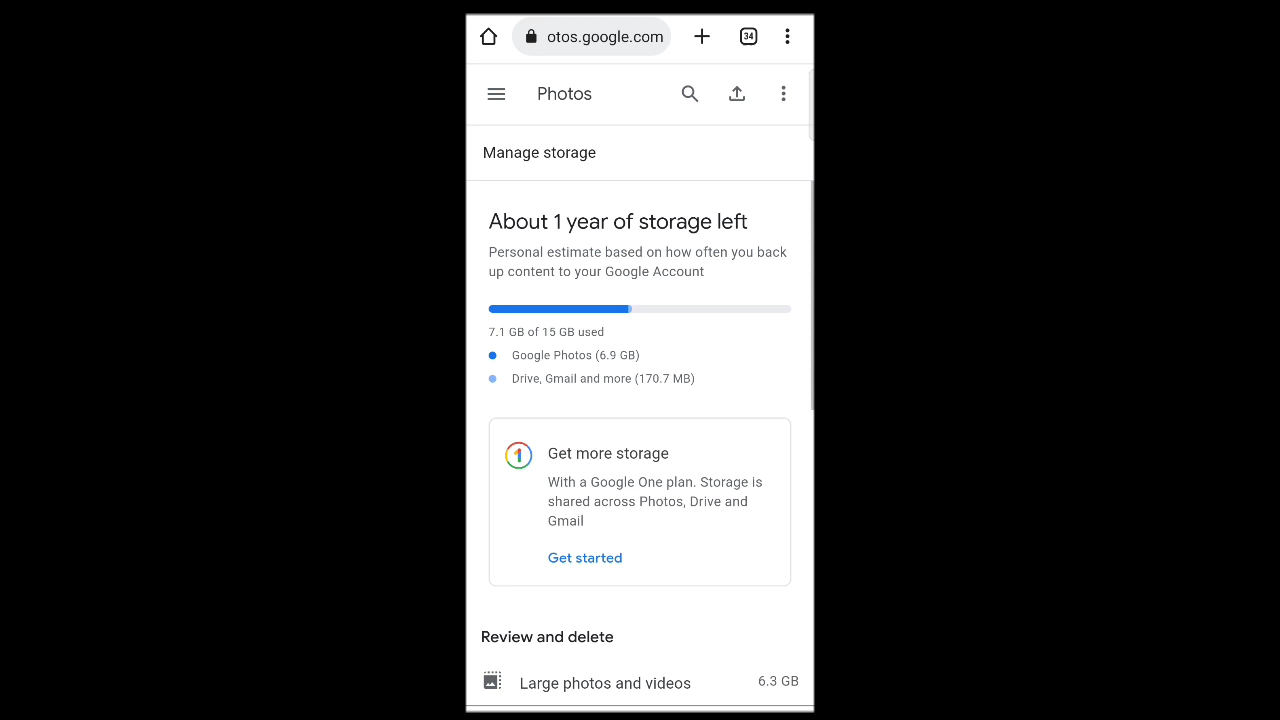 otos.google.com
34
Photos
Manage storage
About 1 year of storage left
Personal estimate based on how often you back
up content to your Google Account
7.1 GB of 15 GB used
Google Photos (6.9 GB)
Drive, Gmail and more (170.7 MB)
1
Get more storage
With a Google One plan. Storage is
shared across Photos, Drive and
Gmail
Get started
Review and delete
Large photos and videos
6.3 GB